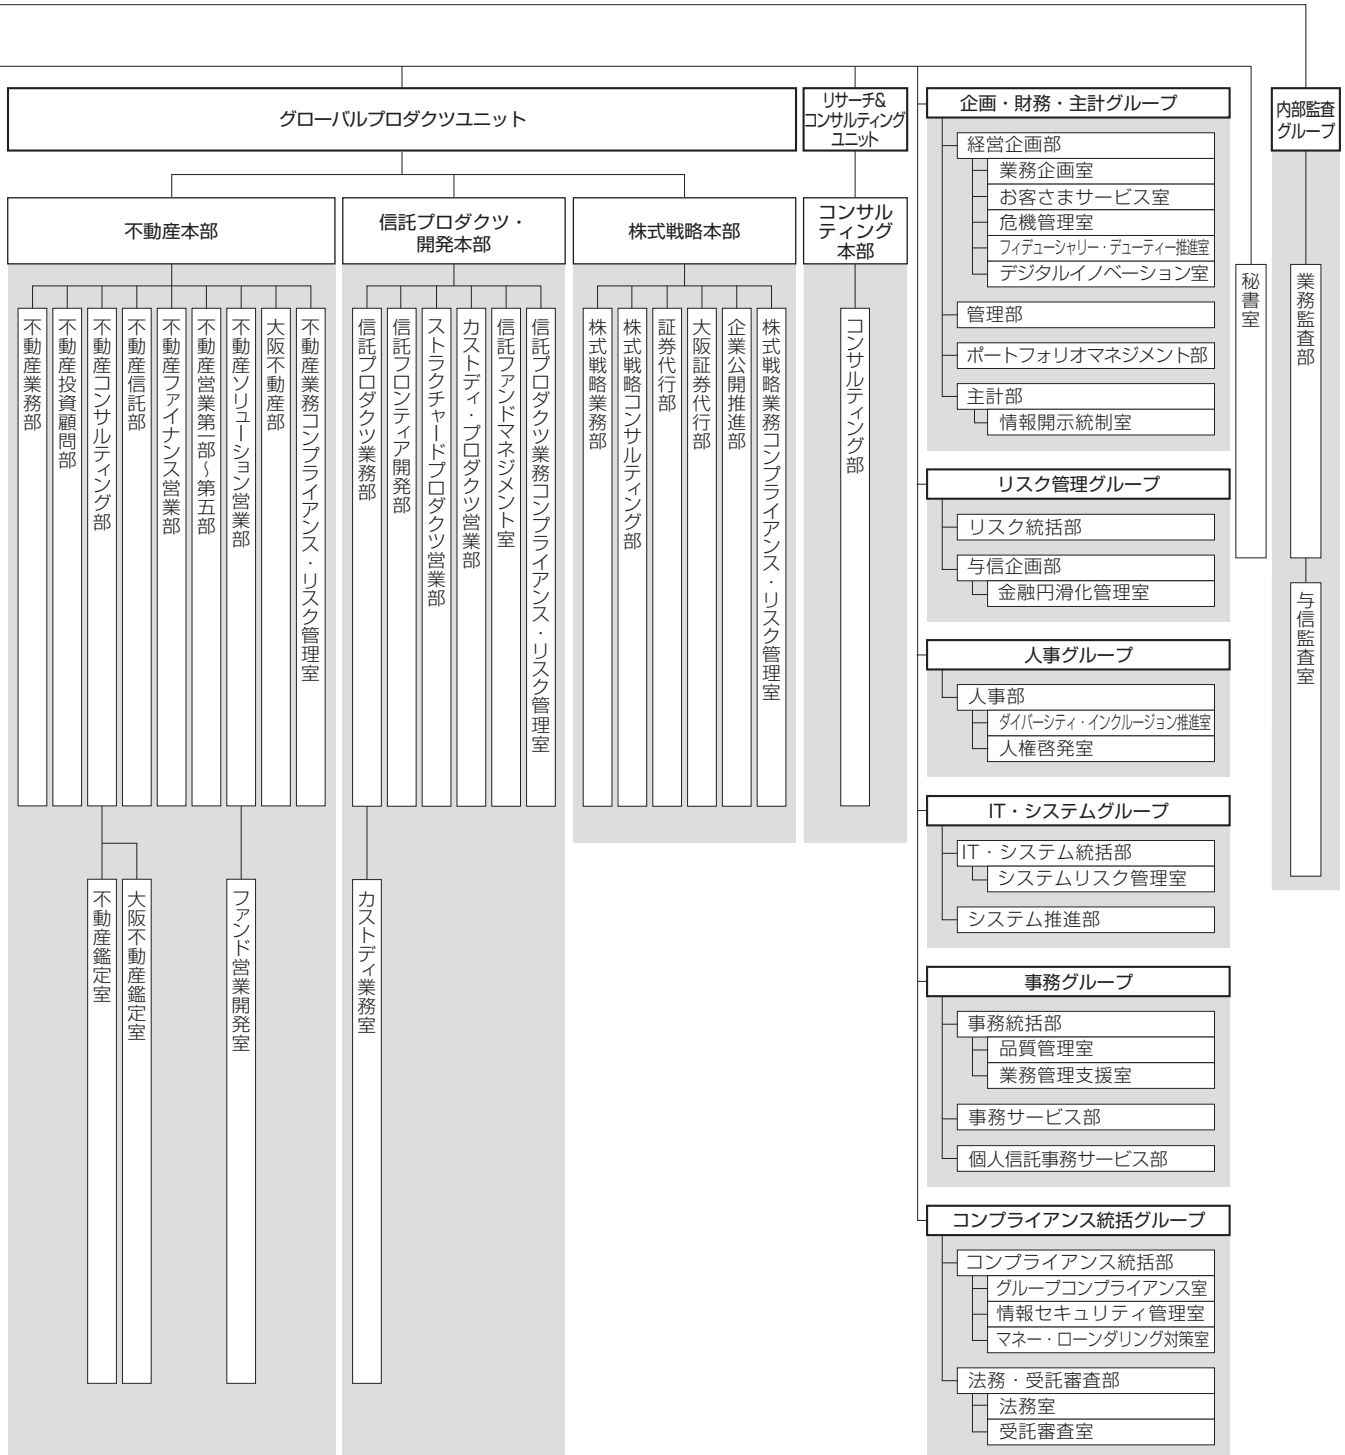 グローバルプロダクツユニット
リサーチ&
コンサルティング
ユニット
企画・財務・主計グループ
内部監査
グループ
不動産本部
信託プロダクツ・
開発本部
株式戦略本部
コンサル
ティング
本部
不動産業務部
不動産投資顧問部
不動産コンサルティング部
不動産信託部
不動産ファイナンス営業部
不動産営業第一部～第五部
不動産ソリューション営業部
大阪不動産部
不動産業務コンプライアンス・リスク管理室
不動産鑑定室
大阪不動産鑑定室
ファンド営業開発室
信託プロダクツ業務部
信託フロンティア開発部
ストラクチャードプロダクツ営業部
カストディ・プロダクツ営業部
信託ファンドマネジメント室
信託プロダクツ業務コンプライアンス・リスク管理室
カストディ業務室
株式戦略業務部
株式戦略コンサルティング部
証券代行部
大阪証券代行部
企業公開推進部
株式戦略業務コンプライアンス・リスク管理室
コンサルティング部
経営企画部
業務企画室
お客さまサービス室
危機管理室
フィデューシャリー・デューティー推進室
デジタルイノベーション室
管理部
ポートフォリオマネジメント部
主計部
情報開示統制室
リスク管理グループ
リスク統括部
与信企画部
金融円滑化管理室
人事グループ
人事部
ダイバーシティ・インクルージョン推進室
人権啓発室
IT・システムグループ
IT・システム統括部
システムリスク管理室
システム推進部
事務グループ
事務統括部
品質管理室
業務管理支援室
事務サービス部
個人信託事務サービス部
コンプライアンス統括グループ
コンプライアンス統括部
グループコンプライアンス室
情報セキュリティ管理室
マネー・ローンダリング対策室
法務・受託審査部
法務室
受託審査室
秘書室
業務監査部
与信監査室